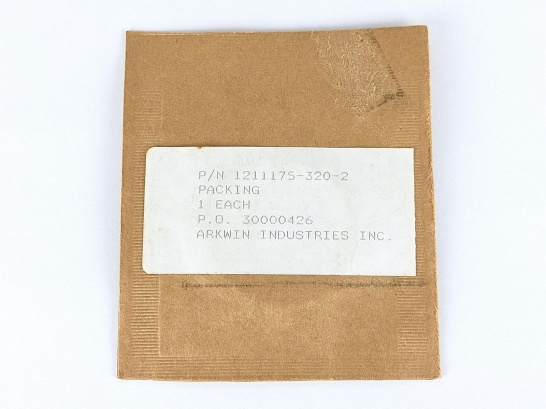 P/N 1211175-320-2
PACKING
1 EACH
P.O. 30000426
ARKWIN INDUSTRIES INC.